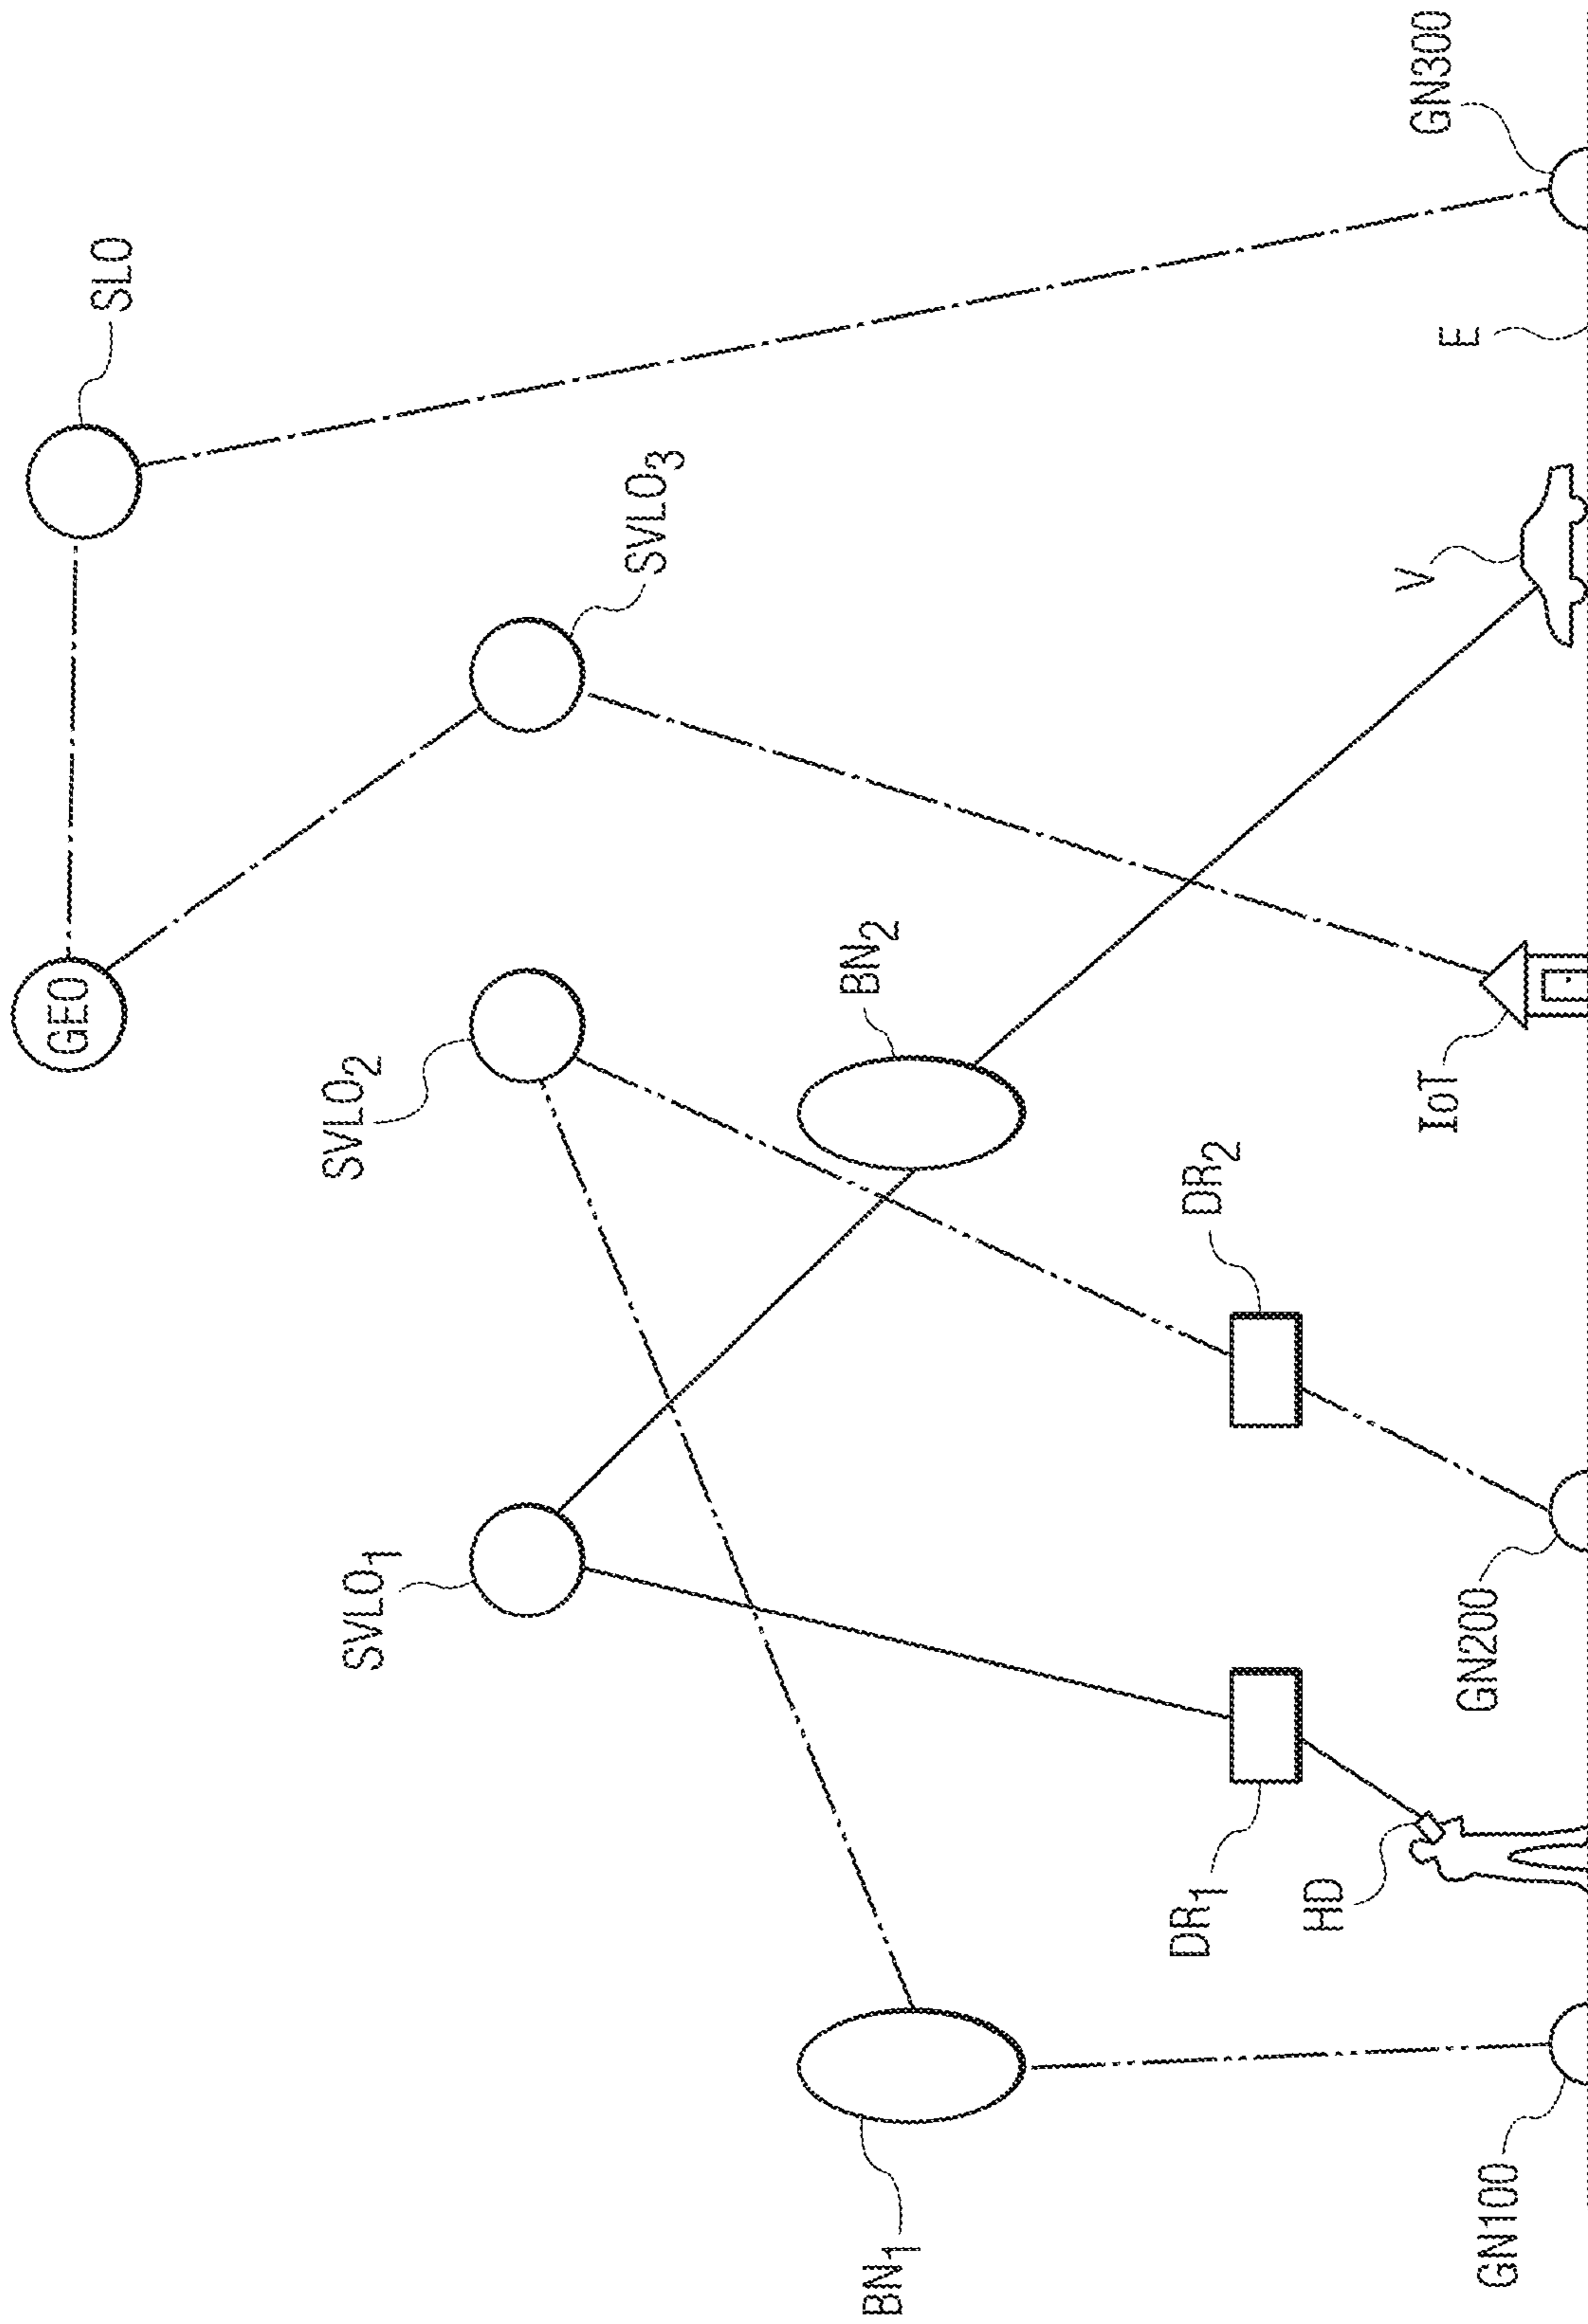 GEO
SLO
SVLO1
SVLO2
SVLO3
BN1
BN2
DR1
DR2
HD
IoT
V
E
GN100
GN200
GN300